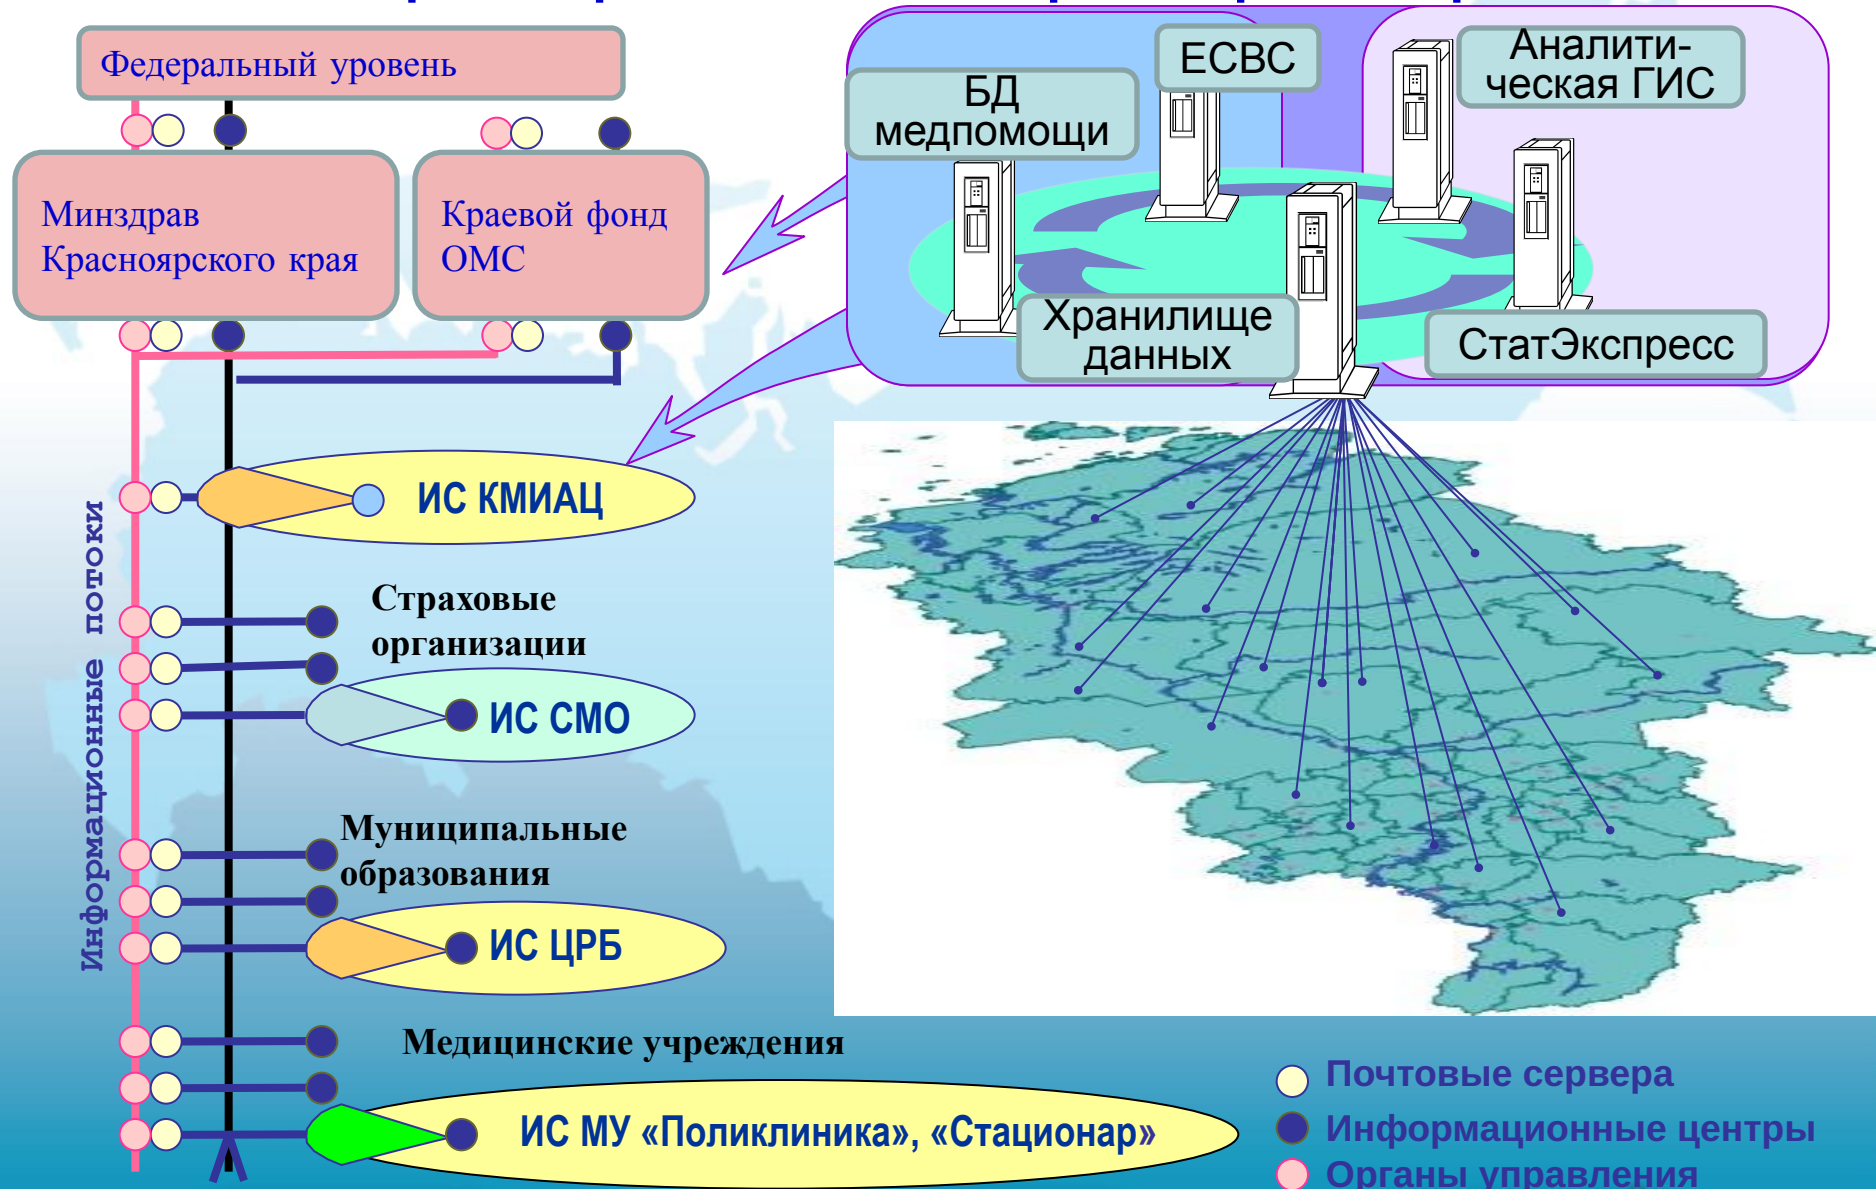 Федеральный уровень
Минздрав
Красноярского края
Краевой фонд
ОМС
БД
медпомощи
ЕСВС
Аналити-
ческая ГИС
Хранилище
данных
СтатЭкспресс
Информационные потоки
ИС КМИАЦ
Страховые
организации
ИС СМО
Муниципальные
образования
ИС ЦРБ
Медицинские учреждения
ИС МУ «Поликлиника», «Стационар»
Почтовые сервера
Информационные центры
Органы управления